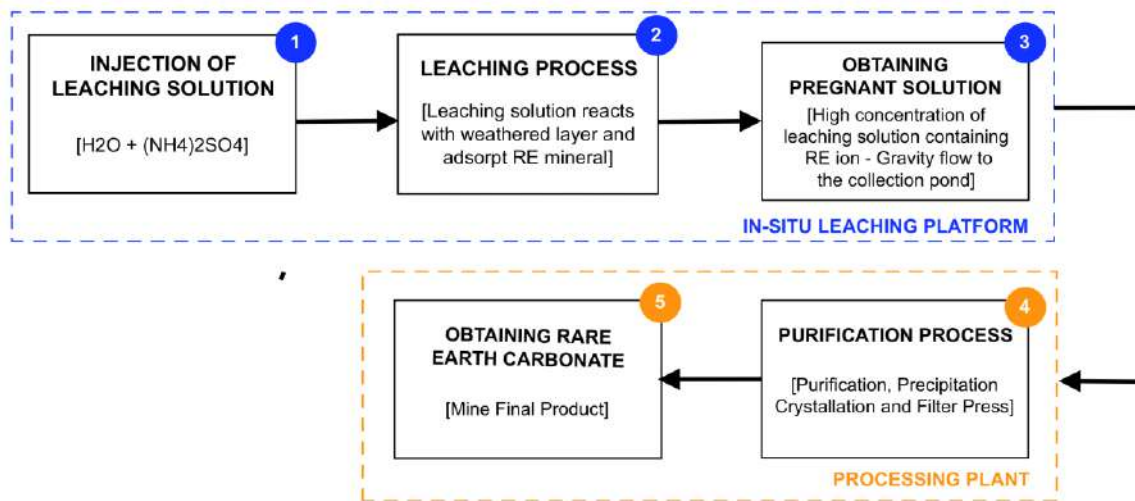 1
INJECTION OF
LEACHING SOLUTION
[H2O + (NH4)2SO4]
2
LEACHING PROCESS
[Leaching solution reacts
with weathered layer and
adsorpt RE mineral]
3
OBTAINING
PREGNANT SOLUTION
[High concentration of
leaching solution containing
RE ion - Gravity flow to
the collection pond]
IN-SITU LEACHING PLATFORM
,
4
PURIFICATION PROCESS
[Purification, Precipitation
Crystallation and Filter Press]
5
OBTAINING RARE
EARTH CARBONATE
[Mine Final Product]
PROCESSING PLANT